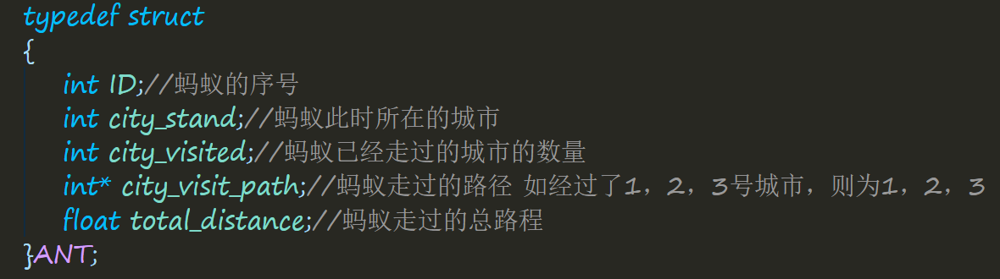 typedef struct
{
int ID;//蚂蚁的序号
int city_stand;//蚂蚁此时所在的城市
int city_visited;//蚂蚁已经走过的城市的数量
int* city_visit_path;//蚂蚁走过的路径 如经过了1，2，3号城市，则为1，2，3
float total_distance;//蚂蚁走过的总路程
}ANT;